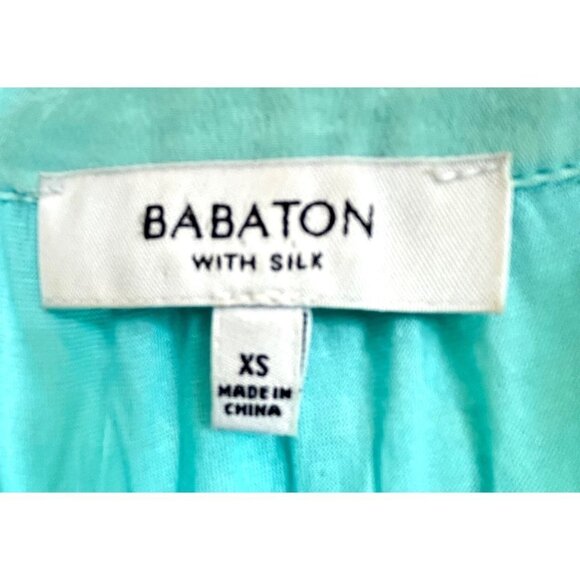 BABATON
WITH SILK
XS
MADE IN
CHINA